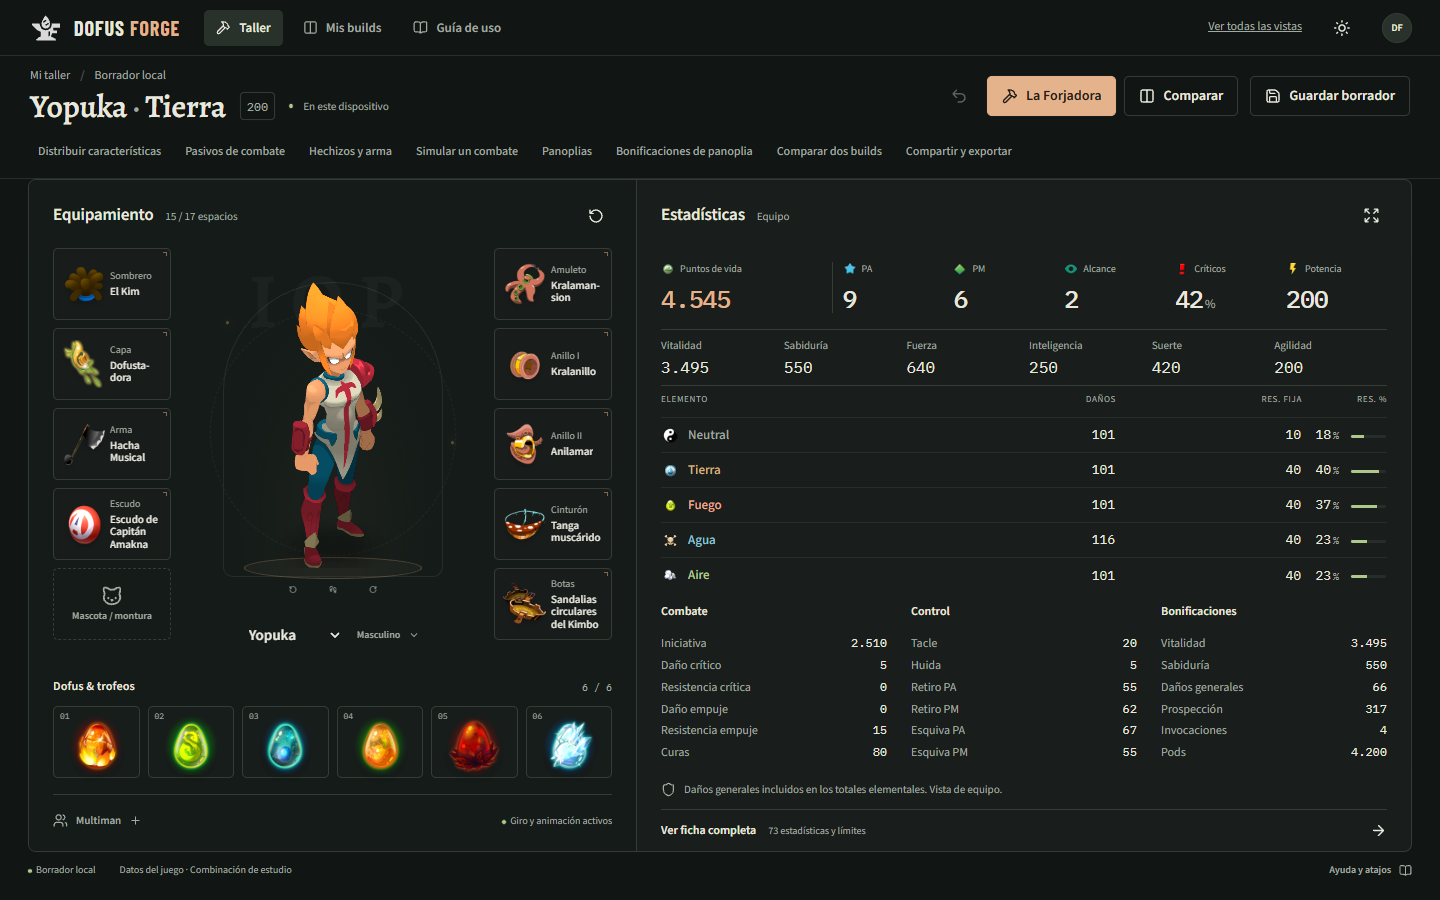 DOFUS FORGE
Taller
Mis builds
Guía de uso
Ver todas las vistas
DF
Mi taller / Borrador local
Yopuka · Tierra
200
En este dispositivo
La Forjadora
Comparar
Guardar borrador
Distribuir características
Pasivos de combate
Hechizos y arma
Simular un combate
Panoplias
Bonificaciones de panoplia
Comparar dos builds
Compartir y exportar
Equipamiento
15 / 17 espacios
Sombrero
El Kim
Capa
Dofusta-
dora
Arma
Hacha
Musical
Escudo
Escudo de
Capitán
Amakna
Mascota / montura
IOP
Yopuka
Masculino
Amuleto
Kralaman-
sion
Anillo I
Kralanillo
Anillo II
Anilamar
Cinturón
Tanga
muscárido
Botas
Sandalias
circulares
del Kimbo
Dofus & trofeos
6 / 6
01
02
03
04
05
06
Multiman
Giro y animación activos
Estadísticas
Equipo
Puntos de vida
4.545
PA
9
PM
6
Alcance
2
Críticos
42%
Potencia
200
Vitalidad
3.495
Sabiduría
550
Fuerza
640
Inteligencia
250
Suerte
420
Agilidad
200
ELEMENTO DAÑOS RES. FIJA RES. %
Neutral 101 10 18%
Tierra 101 40 40%
Fuego 101 40 37%
Agua 116 40 23%
Aire 101 40 23%
Combate
Iniciativa 2.510
Daño crítico 5
Resistencia crítica 0
Daño empuje 0
Resistencia empuje 15
Curas 80
Control
Tacle 20
Huida 5
Retiro PA 55
Retiro PM 62
Esquiva PA 67
Esquiva PM 55
Bonificaciones
Vitalidad 3.495
Sabiduría 550
Daños generales 66
Prospección 317
Invocaciones 4
Pods 4.200
Daños generales incluidos en los totales elementales. Vista de equipo.
Ver ficha completa
73 estadísticas y límites
Borrador local
Datos del juego · Combinación de estudio
Ayuda y atajos